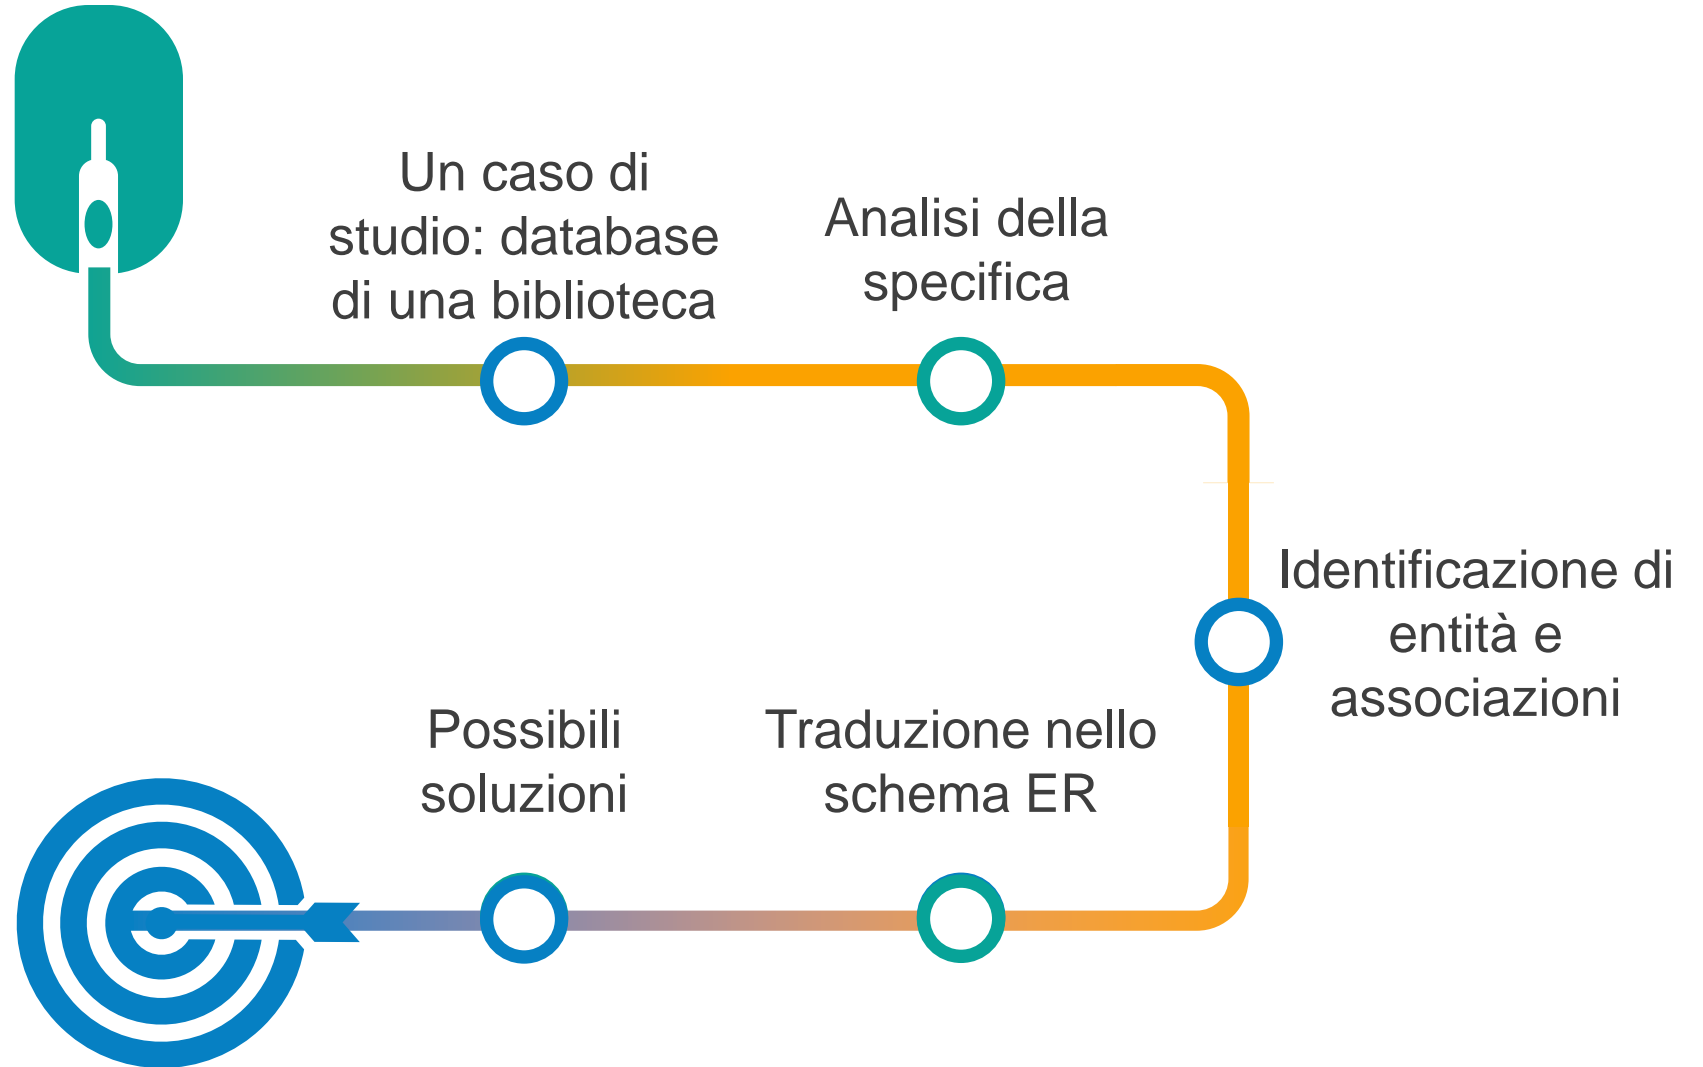 Un caso di
studio: database
di una biblioteca
Analisi della
specifica
Identificazione di
entità e
associazioni
Traduzione nello
schema ER
Possibili
soluzioni